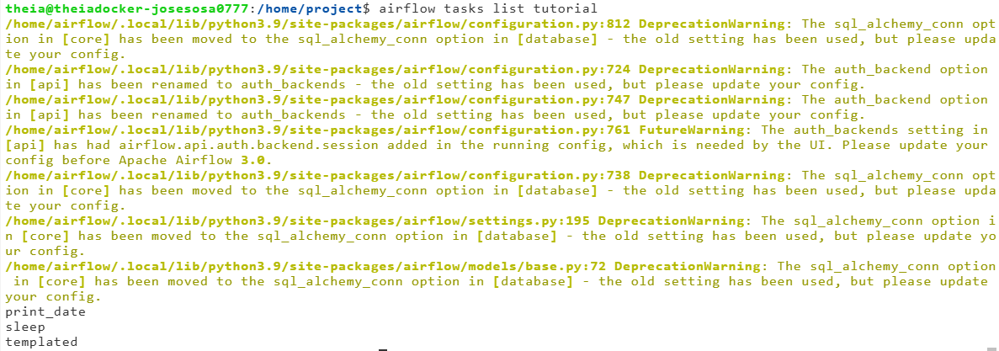 theia@theiadocker-josesosa0777:/home/project$ airflow tasks list tutorial
/home/airflow/.local/lib/python3.9/site-packages/airflow/configuration.py:812 DeprecationWarning: The sql_alchemy_conn opt
ion in [core] has been moved to the sql_alchemy_conn option in [database] - the old setting has been used, but please upda
te your config.
/home/airflow/.local/lib/python3.9/site-packages/airflow/configuration.py:724 DeprecationWarning: The auth_backend option
in [api] has been renamed to auth_backends - the old setting has been used, but please update your config.
/home/airflow/.local/lib/python3.9/site-packages/airflow/configuration.py:747 DeprecationWarning: The auth_backend option
in [api] has been renamed to auth_backends - the old setting has been used, but please update your config.
/home/airflow/.local/lib/python3.9/site-packages/airflow/configuration.py:761 FutureWarning: The auth_backends setting in
[api] has had airflow.api.auth.backend.session added in the running config, which is needed by the UI. Please update your
config before Apache Airflow 3.0.
/home/airflow/.local/lib/python3.9/site-packages/airflow/configuration.py:738 DeprecationWarning: The sql_alchemy_conn opt
ion in [core] has been moved to the sql_alchemy_conn option in [database] - the old setting has been used, but please upda
te your config.
/home/airflow/.local/lib/python3.9/site-packages/airflow/settings.py:195 DeprecationWarning: The sql_alchemy_conn option i
n [core] has been moved to the sql_alchemy_conn option in [database] - the old setting has been used, but please update yo
ur config.
/home/airflow/.local/lib/python3.9/site-packages/airflow/models/base.py:72 DeprecationWarning: The sql_alchemy_conn option
 in [core] has been moved to the sql_alchemy_conn option in [database] - the old setting has been used, but please update
your config.
print_date
sleep
templated